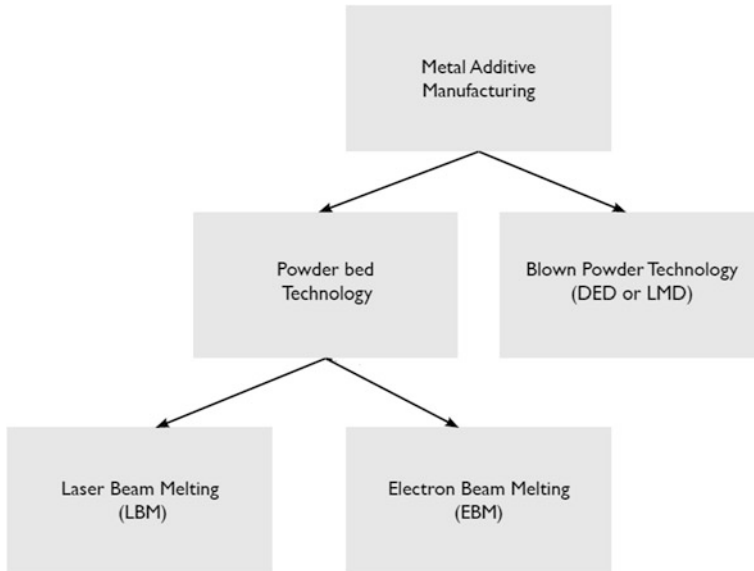 Metal Additive
Manufacturing
Powder bed
Technology
Blown Powder Technology
(DED or LMD)
Laser Beam Melting
(LBM)
Electron Beam Melting
(EBM)